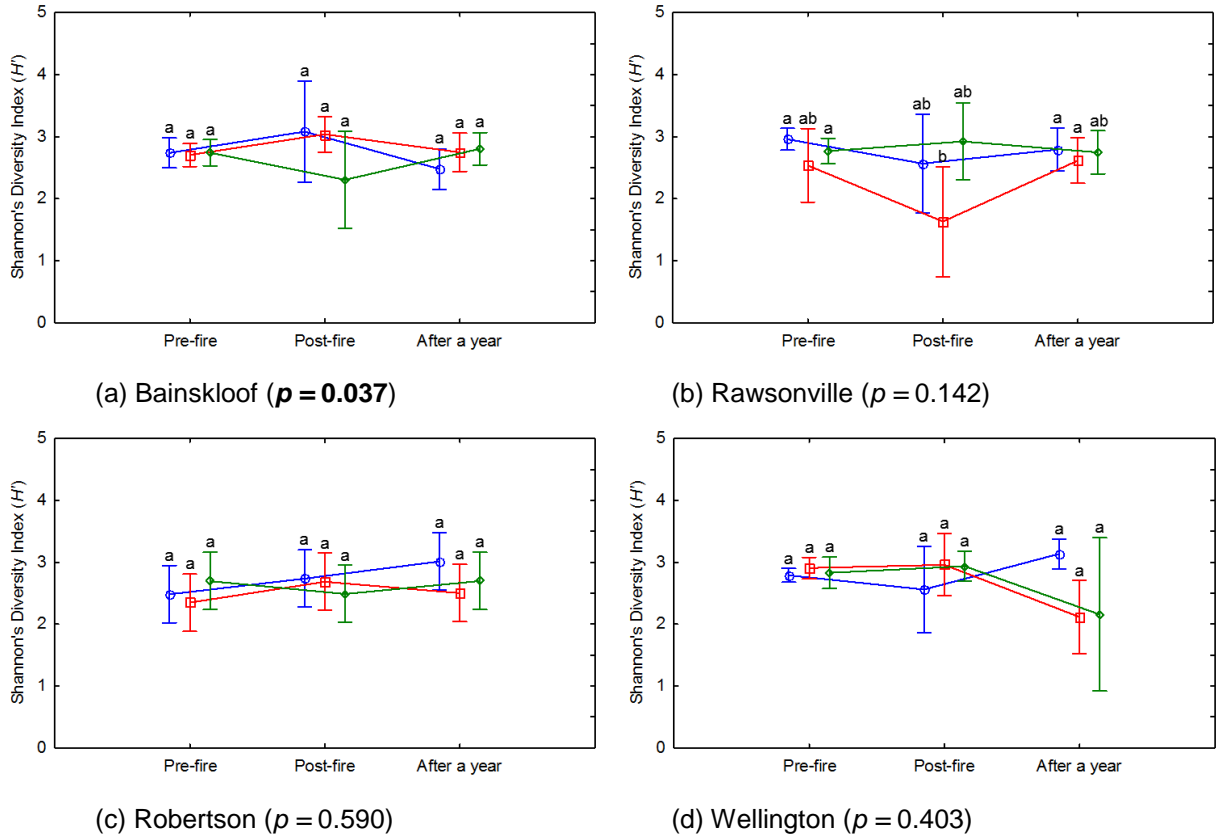 5
4
3
2
1
0
Shannon's Diversity Index (H')
a a a
a
a
a
a
a a
Pre-fire Post-fire After a year
(a) Bainskloof (p = 0.037)
5
4
3
2
1
0
Shannon's Diversity Index (H')
a ab a
ab
b
ab
a
a
ab
Pre-fire Post-fire After a year
(b) Rawsonville (p = 0.142)
5
4
3
2
1
0
Shannon's Diversity Index (H')
a
a
a
a a
a
a
a a
Pre-fire Post-fire After a year
(c) Robertson (p = 0.590)
5
4
3
2
1
0
Shannon's Diversity Index (H')
a
a a
a
a
a
a
a
a
Pre-fire Post-fire After a year
(d) Wellington (p = 0.403)